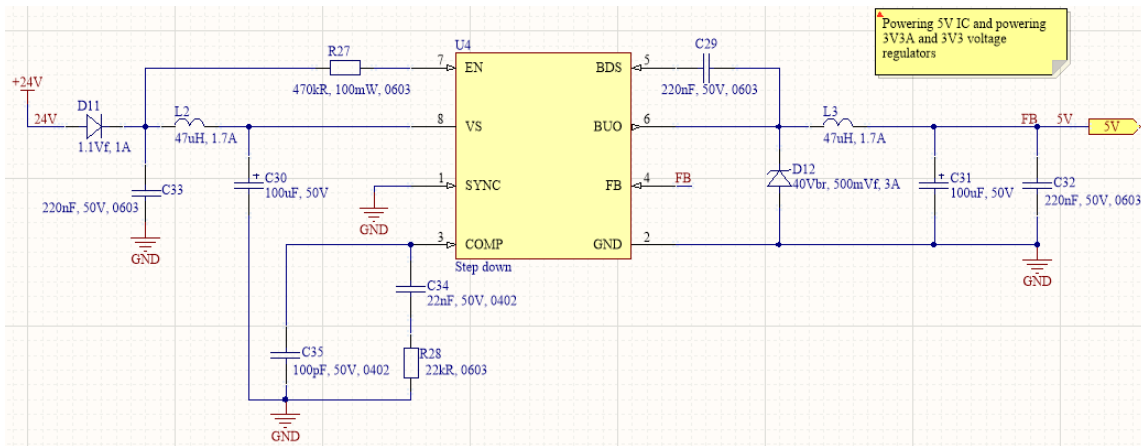 Powering 5V IC and powering
3V3A and 3V3 voltage
regulators
+24V
24V
D11
1.1Vf, 1A
L2
47uH, 1.7A
R27
470kR, 100mW, 0603
C33
220nF, 50V, 0603
GND
+
C30
100uF, 50V
GND
U4
7
EN
8
VS
1
SYNC
3
COMP
BDS
5
BUO
6
FB
4
FB
GND
2
Step down
C34
22nF, 50V, 0402
C35
100pF, 50V, 0402
R28
22kR, 0603
GND
C29
220nF, 50V, 0603
L3
47uH, 1.7A
D12
40Vbr, 500mVf, 3A
FB
5V
5V
+
C31
100uF, 50V
C32
220nF, 50V, 0603
GND